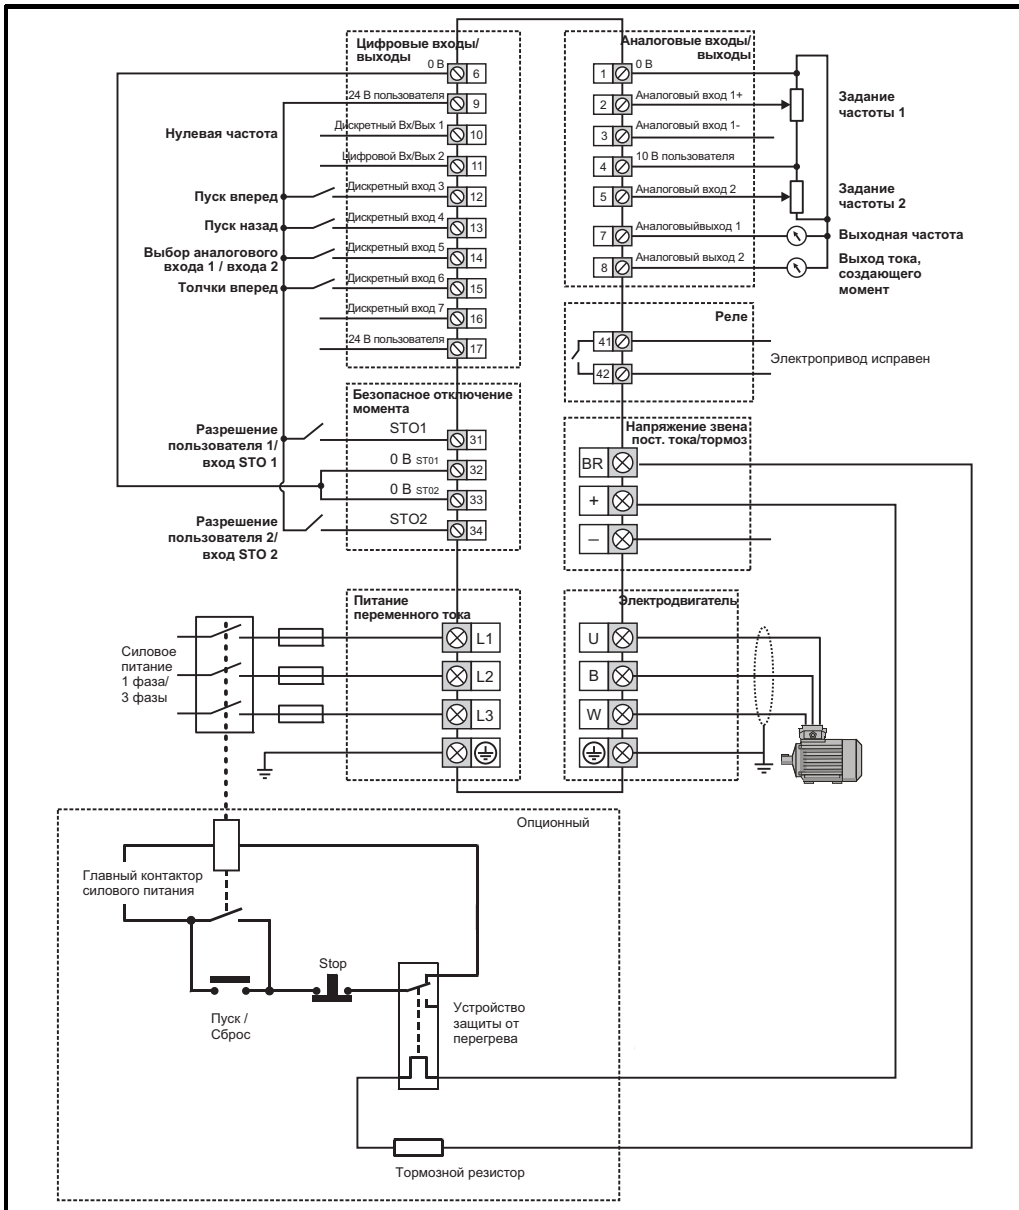 Цифровые входы/
выходы
0 В
6
24 В пользователя
9
Дискретный Вх/Вых 1
10
Нулевая частота
Цифровой Вх/Вых 2
11
Дискретный вход 3
12
Пуск вперед
Дискретный вход 4
13
Пуск назад
Дискретный вход 5
14
Выбор аналогового
входа 1 / входа 2
Дискретный вход 6
15
Толчки вперед
Дискретный вход 7
16
24 В пользователя
17
Аналоговые входы/
выходы
1
0 В
2
Аналоговый вход 1+
Задание
частоты 1
3
Аналоговый вход 1-
4
10 В пользователя
5
Аналоговый вход 2
Задание
частоты 2
7
Аналоговыйвыход 1
Выходная частота
8
Аналоговый выход 2
Выход тока,
создающего
момент
Реле
41
42
Электропривод исправен
Безопасное отключение
момента
Разрешение
пользователя 1/
вход STO 1
STO1
31
0 В ST01
32
0 В ST02
33
STO2
34
Разрешение
пользователя 2/
вход STO 2
Напряжение звена
пост. тока/тормоз
BR
+
–
Питание
переменного тока
L1
L2
L3
Силовое
питание
1 фаза/
3 фазы
Электродвигатель
U
В
W
Опционный
Главный контактор
силового питания
Stop
Пуск /
Сброс
Устройство
защиты от
перегрева
Тормозной резистор